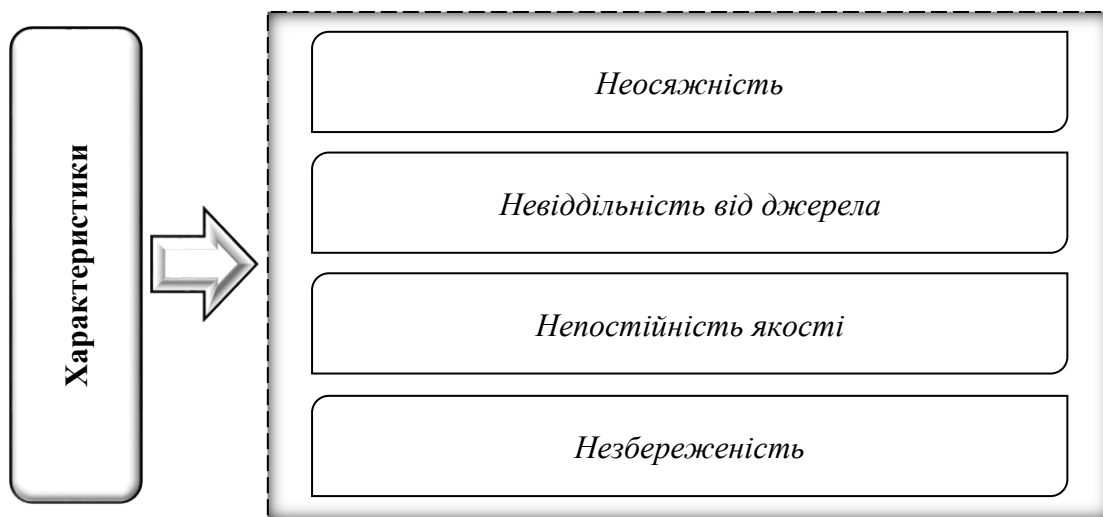 Характеристики
Неосяжність
Невіддільність від джерела
Непостійність якості
Незбереженість